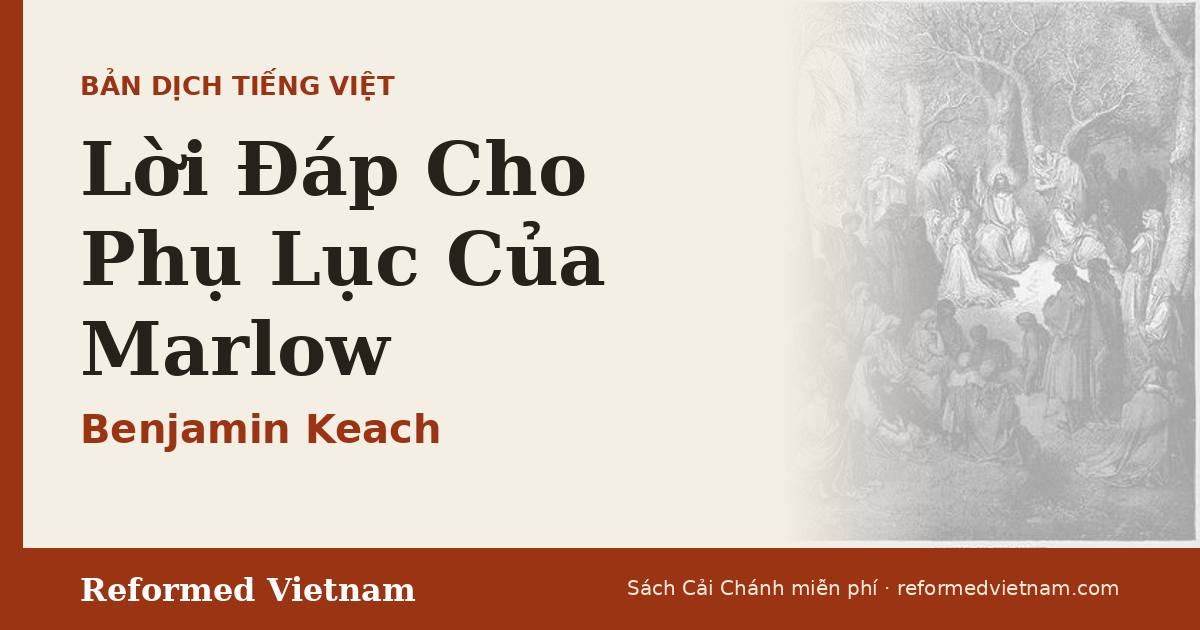 BẢN DỊCH TIẾNG VIỆT
Lời Đáp Cho
Phụ Lục Của
Marlow
Benjamin Keach
Reformed Vietnam
Sách Cải Chánh miễn phí · reformedvietnam.com